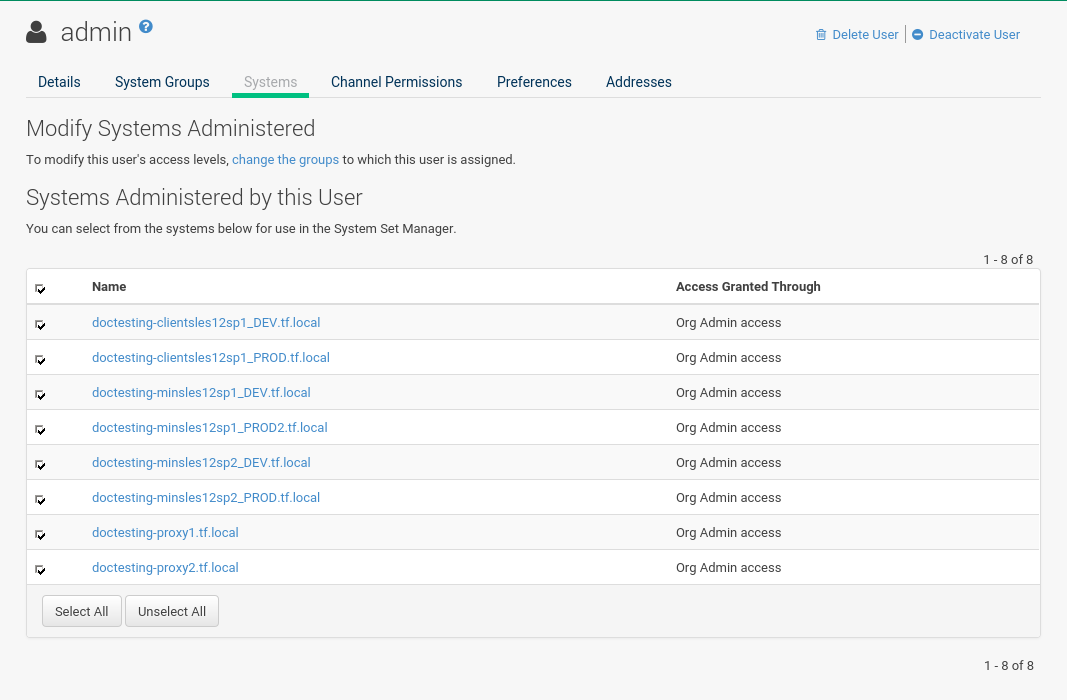 admin ?
Delete User | Deactivate User
Details System Groups Systems Channel Permissions Preferences Addresses
Modify Systems Administered
To modify this user's access levels, change the groups to which this user is assigned.
Systems Administered by this User
You can select from the systems below for use in the System Set Manager.
1 - 8 of 8
Name Access Granted Through
doctesting-clientsles12sp1_DEV.tf.local Org Admin access
doctesting-clientsles12sp1_PROD.tf.local Org Admin access
doctesting-minsles12sp1_DEV.tf.local Org Admin access
doctesting-minsles12sp1_PROD2.tf.local Org Admin access
doctesting-minsles12sp2_DEV.tf.local Org Admin access
doctesting-minsles12sp2_PROD.tf.local Org Admin access
doctesting-proxy1.tf.local Org Admin access
doctesting-proxy2.tf.local Org Admin access
Select All Unselect All
1 - 8 of 8